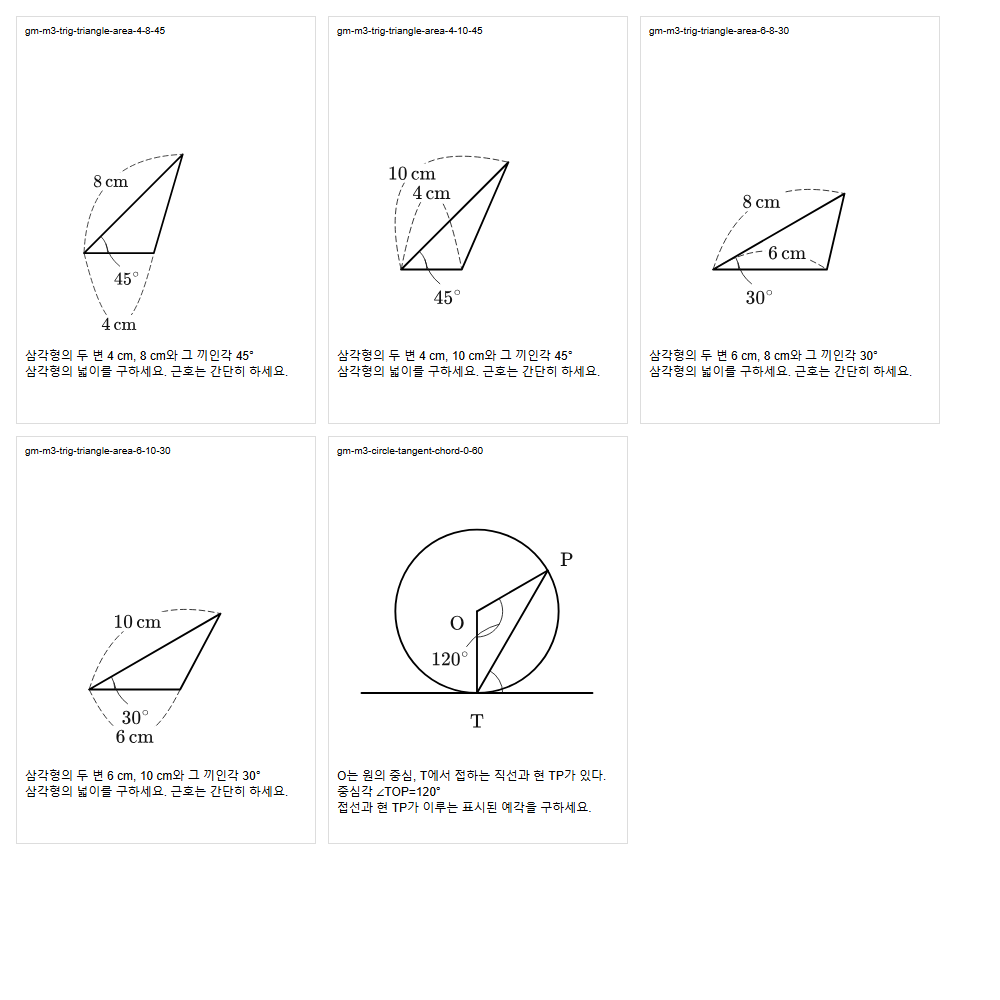 gm-m3-trig-triangle-area-4-8-45
8 cm
45°
4 cm
삼각형의 두 변 4 cm, 8 cm와 그 끼인각 45°
삼각형의 넓이를 구하세요. 근호는 간단히 하세요.
gm-m3-trig-triangle-area-4-10-45
10 cm
4 cm
45°
삼각형의 두 변 4 cm, 10 cm와 그 끼인각 45°
삼각형의 넓이를 구하세요. 근호는 간단히 하세요.
gm-m3-trig-triangle-area-6-8-30
8 cm
6 cm
30°
삼각형의 두 변 6 cm, 8 cm와 그 끼인각 30°
삼각형의 넓이를 구하세요. 근호는 간단히 하세요.
gm-m3-trig-triangle-area-6-10-30
10 cm
30°
6 cm
삼각형의 두 변 6 cm, 10 cm와 그 끼인각 30°
삼각형의 넓이를 구하세요. 근호는 간단히 하세요.
gm-m3-circle-tangent-chord-0-60
P
O
120°
T
O는 원의 중심, T에서 접하는 직선과 현 TP가 있다.
중심각 ∠TOP=120°
접선과 현 TP가 이루는 표시된 예각을 구하세요.